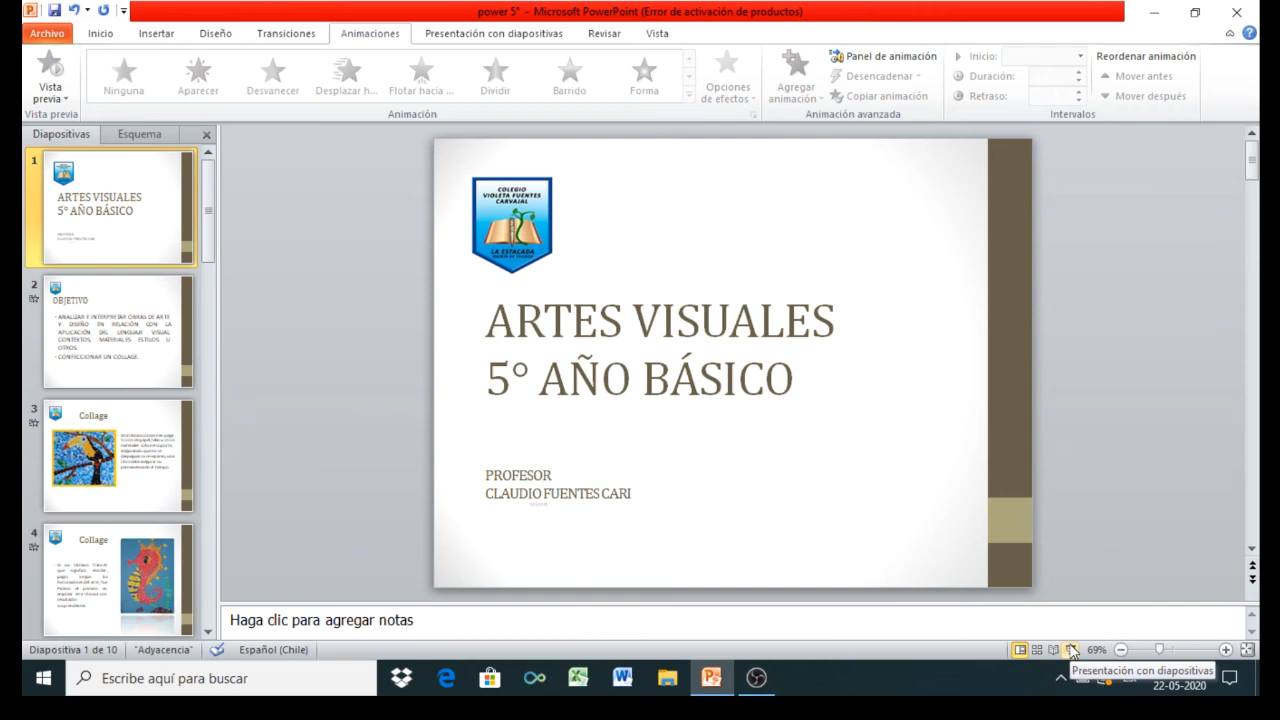 power 5° - Microsoft PowerPoint (Error de activación de productos)
Archivo Inicio Insertar Diseño Transiciones Animaciones Presentación con diapositivas Revisar Vista
Vista previa
Ninguna Aparecer Desvanecer Desplazar h... Flotar hacia ... Dividir Barrido Forma
Opciones de efectos
Agregar animación
Panel de animación
Desencadenar
Copiar animación
Inicio:
Duración:
Retraso:
Reordenar animación
Mover antes
Mover después
Vista previa Animación Animación avanzada Intervalos
Diapositivas Esquema
1
ARTES VISUALES
5° AÑO BÁSICO
2
OBJETIVO
- ANALIZAR E INTERPRETAR OBRAS DE ARTE
Y DISEÑO EN RELACIÓN CON LA
APLICACIÓN DEL LENGUAJE VISUAL
CONTEXTOS, MATERIALES ESTILOS U
OTROS.
- CONFECCIONAR UN COLLAGE.
3
Collage
4
Collage
COLEGIO
VIOLETA FUENTES
CARVAJAL
LA ESTACADA
ARTES VISUALES
5° AÑO BÁSICO
PROFESOR
CLAUDIO FUENTES CARI
Haga clic para agregar notas
Diapositiva 1 de 10 "Adyacencia" Español (Chile) 69%
Presentación con diapositivas
Escribe aquí para buscar
22-05-2020